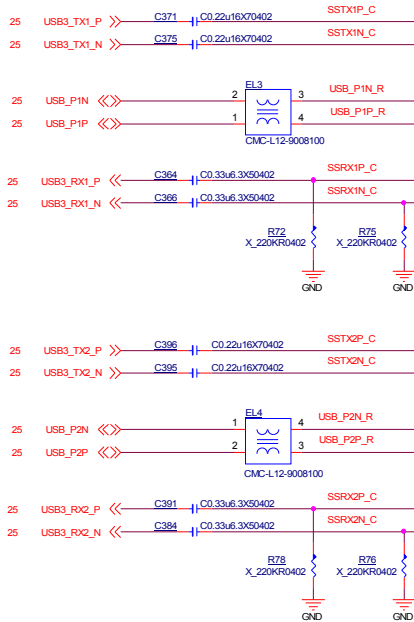 25 USB3_TX1_P C371 C0.22u16X70402 SSTX1P_C
25 USB3_TX1_N C375 C0.22u16X70402 SSTX1N_C
EL3
25 USB_P1N 2 3 USB_P1N_R
25 USB_P1P 1 4 USB_P1P_R
CMC-L12-9008100
25 USB3_RX1_P C364 C0.33u6.3X50402 SSRX1P_C
25 USB3_RX1_N C366 C0.33u6.3X50402 SSRX1N_C
R72 R75
X_220KR0402 X_220KR0402
GND GND
25 USB3_TX2_P C396 C0.22u16X70402 SSTX2P_C
25 USB3_TX2_N C395 C0.22u16X70402 SSTX2N_C
EL4
25 USB_P2N 1 4 USB_P2N_R
25 USB_P2P 2 3 USB_P2P_R
CMC-L12-9008100
25 USB3_RX2_P C391 C0.33u6.3X50402 SSRX2P_C
25 USB3_RX2_N C384 C0.33u6.3X50402 SSRX2N_C
R78 R76
X_220KR0402 X_220KR0402
GND GND